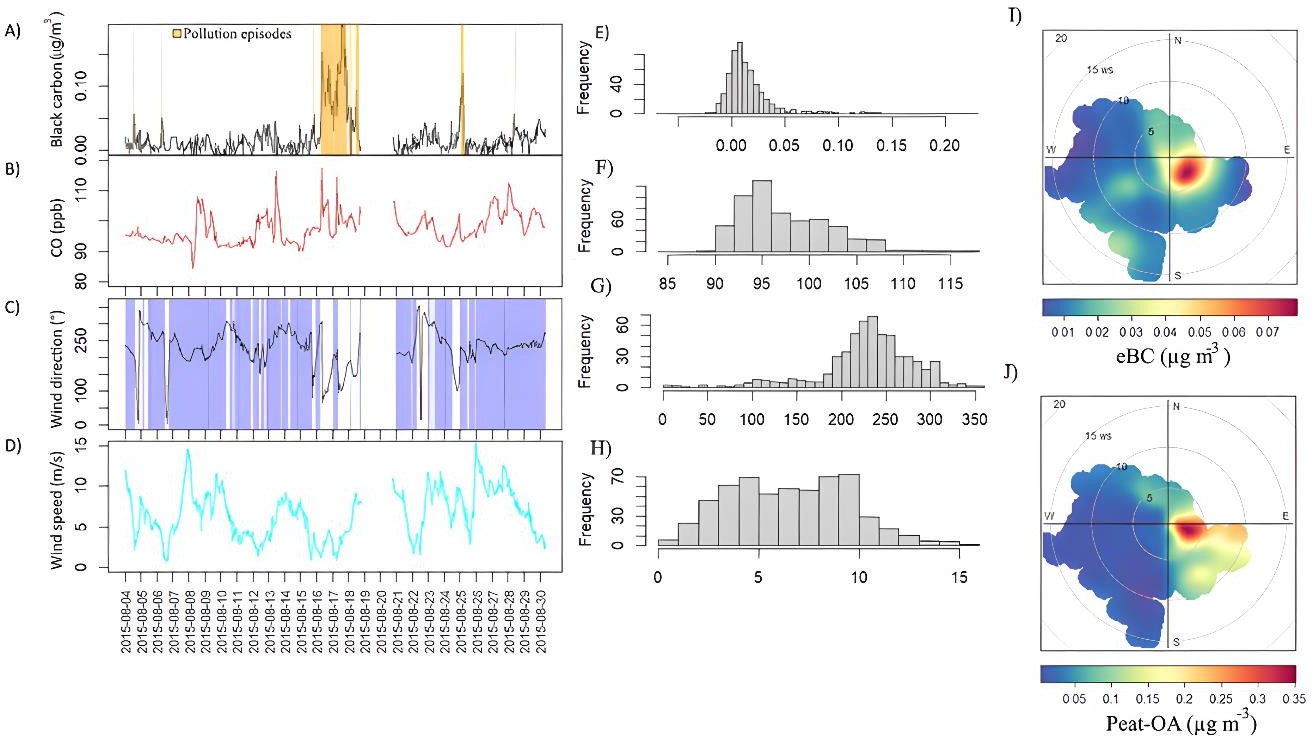 A)
Black carbon (ug/m³)
0.00 0.10
Pollution episodes
B)
CO (ppb)
80 90 110
C)
Wind direction (°)
0 100 250
D)
Wind speed (m/s)
0 5 10 15
2015-08-04
2015-08-05
2015-08-06
2015-08-07
2015-08-08
2015-08-09
2015-08-10
2015-08-11
2015-08-12
2015-08-13
2015-08-14
2015-08-15
2015-08-16
2015-08-17
2015-08-18
2015-08-19
2015-08-21
2015-08-22
2015-08-23
2015-08-24
2015-08-25
2015-08-26
2015-08-27
2015-08-28
2015-08-29
2015-08-30
E)
Frequency
0 40
0.00 0.05 0.10 0.15 0.20
F)
Frequency
0 60
85 90 95 100 105 110 115
G)
Frequency
0 30 60
0 50 100 150 200 250 300 350
H)
Frequency
0 30 70
0 5 10 15
I)
20
15 ws
10
5
N
W
E
S
0.01 0.02 0.03 0.04 0.05 0.06 0.07
eBC (µg m⁻³)
J)
20
15 ws
10
5
N
W
E
S
0.05 0.1 0.15 0.2 0.25 0.3 0.35
Peat-OA (µg m⁻³)